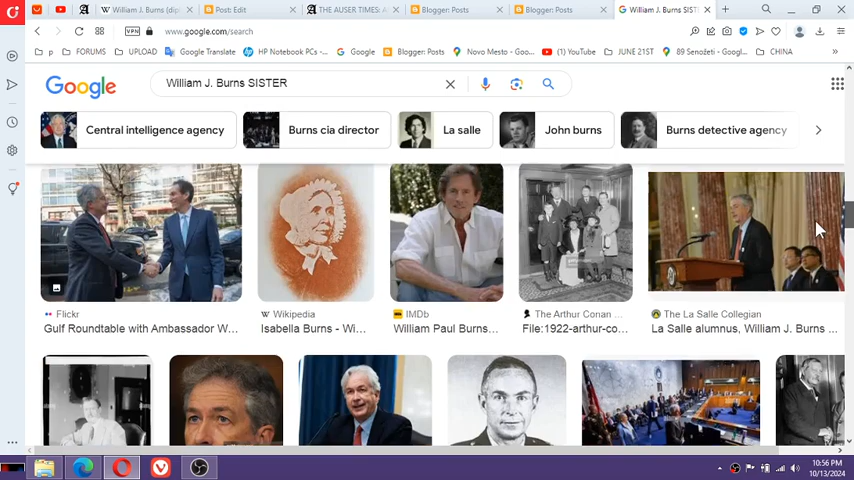 William J. Burns (dip
Post: Edit
THE AUSER TIMES: A
Blogger: Posts
Blogger: Posts
William J. Burns SIST
VPN
www.google.com/search
p
FORUMS
UPLOAD
Google Translate
HP Notebook PCs -...
Google
Blogger: Posts
Novo Mesto - Goo...
(1) YouTube
JUNE 21ST
89 Senožeti - Googl...
CHINA
Google
William J. Burns SISTER
Central intelligence agency
Burns cia director
La salle
John burns
Burns detective agency
Flickr
Gulf Roundtable with Ambassador W...
Wikipedia
Isabella Burns - Wi...
IMDb
William Paul Burns...
The Arthur Conan ...
File:1922-arthur-co...
The La Salle Collegian
La Salle alumnus, William J. Burns ...
10:56 PM
10/13/2024